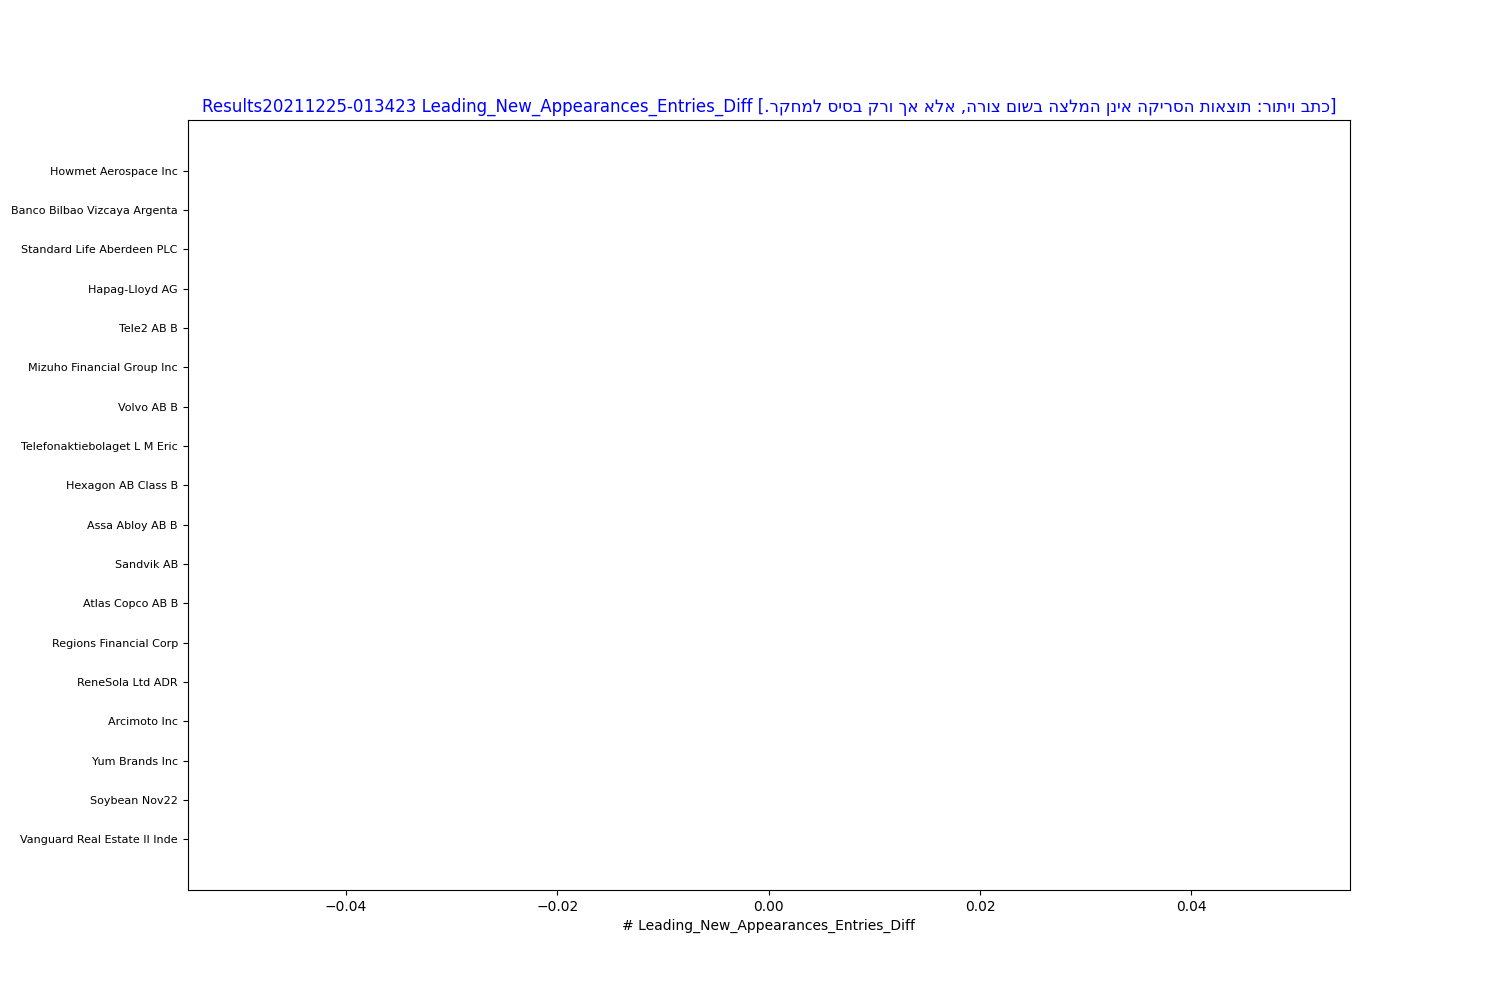 Results20211225-013423 Leading_New_Appearances_Entries_Diff [כתב ויתור: תוצאות הסריקה אינן המלצה בשום צורה, אלא אך ורק בסיס למחקר.]
Howmet Aerospace Inc
Banco Bilbao Vizcaya Argenta
Standard Life Aberdeen PLC
Hapag-Lloyd AG
Tele2 AB B
Mizuho Financial Group Inc
Volvo AB B
Telefonaktiebolaget L M Eric
Hexagon AB Class B
Assa Abloy AB B
Sandvik AB
Atlas Copco AB B
Regions Financial Corp
ReneSola Ltd ADR
Arcimoto Inc
Yum Brands Inc
Soybean Nov22
Vanguard Real Estate II Inde
−0.04 −0.02 0.00 0.02 0.04
# Leading_New_Appearances_Entries_Diff